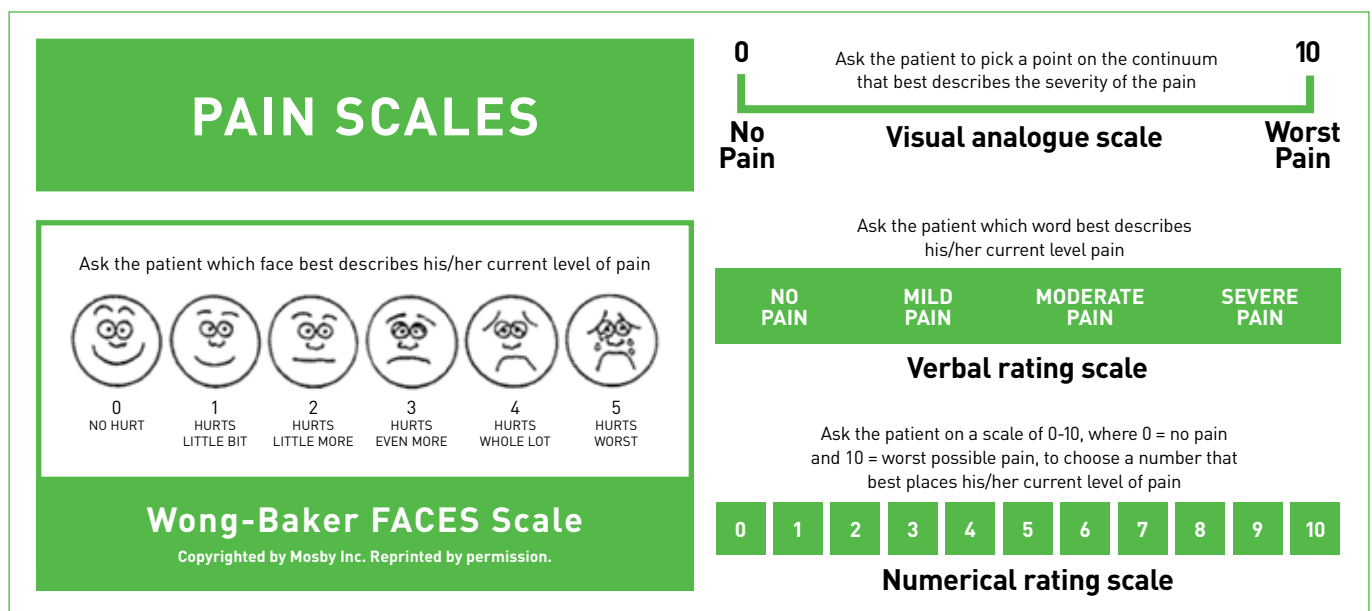 PAIN SCALES
Ask the patient which face best describes his/her current level of pain
0
NO HURT
1
HURTS
LITTLE BIT
2
HURTS
LITTLE MORE
3
HURTS
EVEN MORE
4
HURTS
WHOLE LOT
5
HURTS
WORST
Wong-Baker FACES Scale
Copyrighted by Mosby Inc. Reprinted by permission.
0
Ask the patient to pick a point on the continuum
that best describes the severity of the pain
10
No
Pain
Visual analogue scale
Worst
Pain
Ask the patient which word best describes
his/her current level pain
NO
PAIN
MILD
PAIN
MODERATE
PAIN
SEVERE
PAIN
Verbal rating scale
Ask the patient on a scale of 0-10, where 0 = no pain
and 10 = worst possible pain, to choose a number that
best places his/her current level of pain
0 1 2 3 4 5 6 7 8 9 10
Numerical rating scale